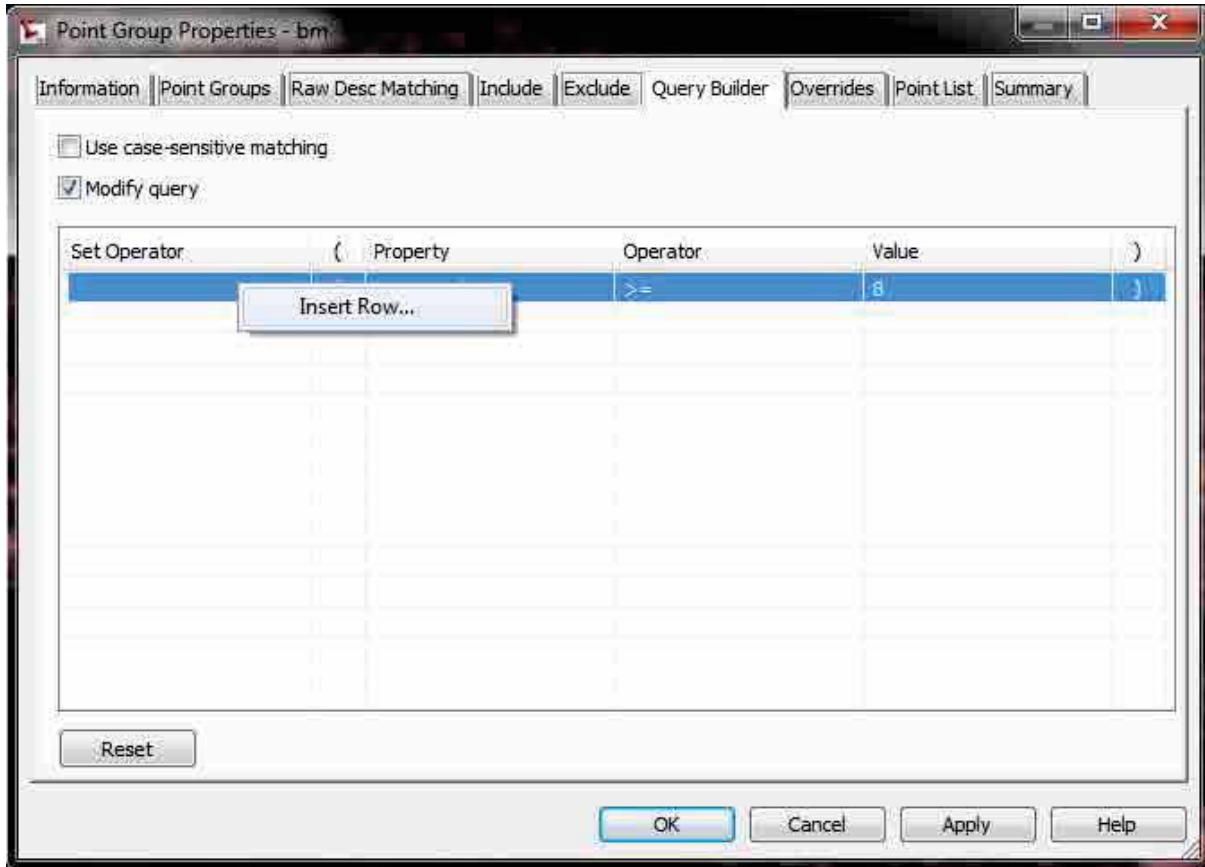 Point Group Properties - bm
Information Point Groups Raw Desc Matching Include Exclude Query Builder Overrides Point List Summary
Use case-sensitive matching
Modify query
Set Operator ( Property Operator Value )
>= 8 )
Insert Row...
Reset
OK Cancel Apply Help